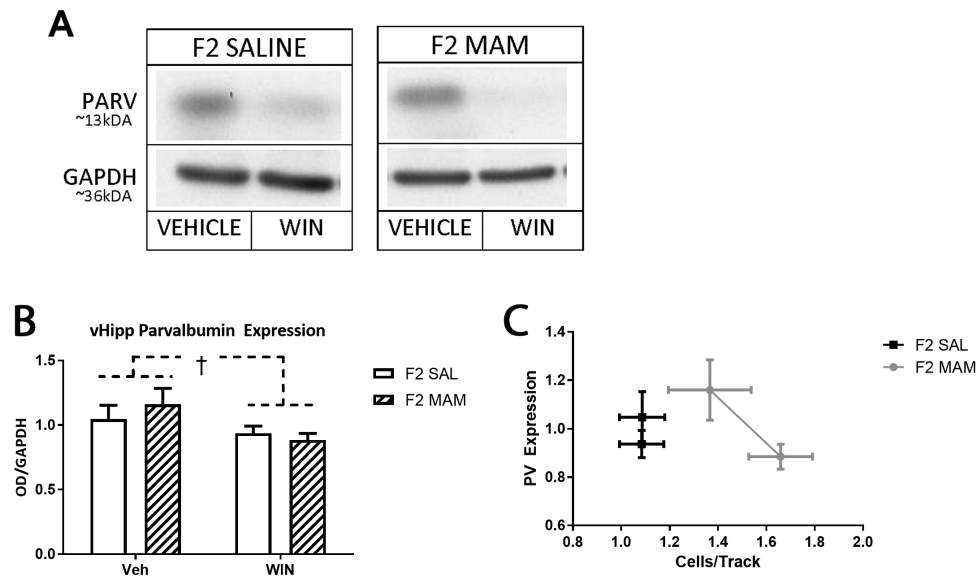 A
F2 SALINE
F2 MAM
PARV
~13kDA
GAPDH
~36kDA
VEHICLE WIN
VEHICLE WIN
B
vHipp Parvalbumin Expression
†
1.5
1.0
0.5
0.0
OD/GAPDH
Veh
WIN
F2 SAL
F2 MAM
C
1.4
1.2
1.0
0.8
0.6
PV Expression
0.8 1.0 1.2 1.4 1.6 1.8 2.0
Cells/Track
F2 SAL
F2 MAM